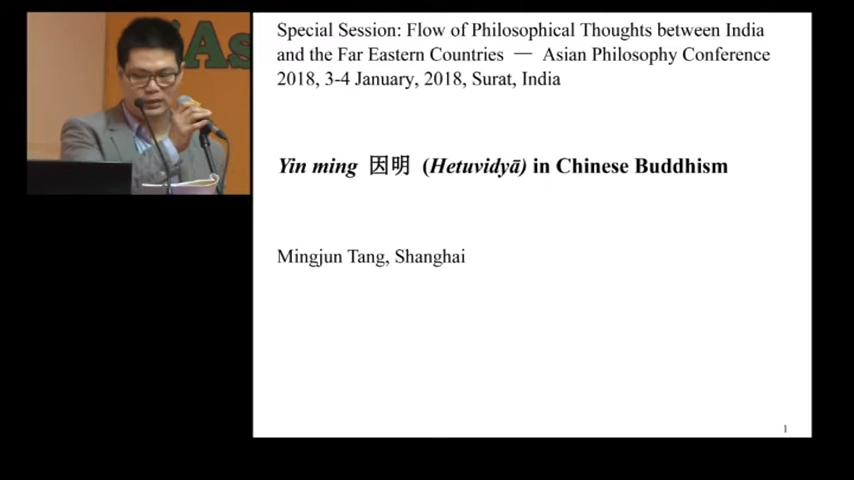 As
Special Session: Flow of Philosophical Thoughts between India
and the Far Eastern Countries — Asian Philosophy Conference
2018, 3-4 January, 2018, Surat, India
Yin ming 因明 (Hetuvidyā) in Chinese Buddhism
Mingjun Tang, Shanghai
1